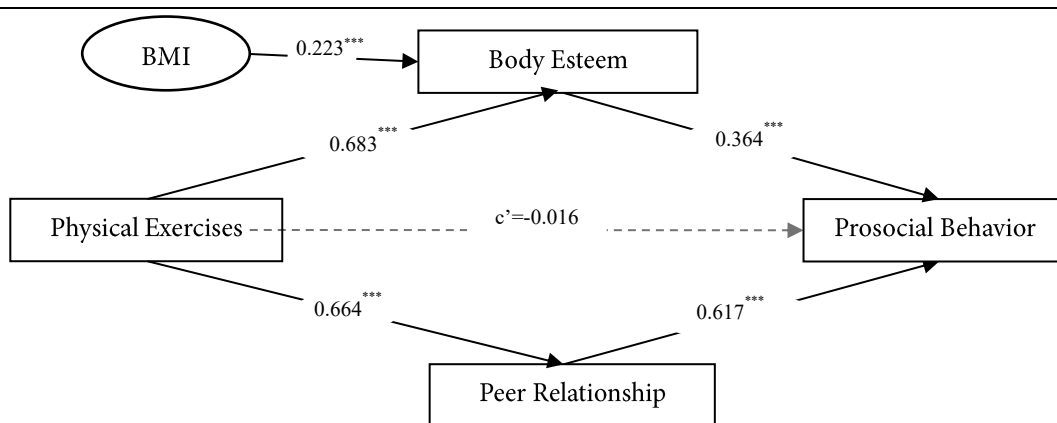 BMI
0.223***
Body Esteem
0.683***
0.364***
Physical Exercises
c’=-0.016
Prosocial Behavior
0.664***
0.617***
Peer Relationship